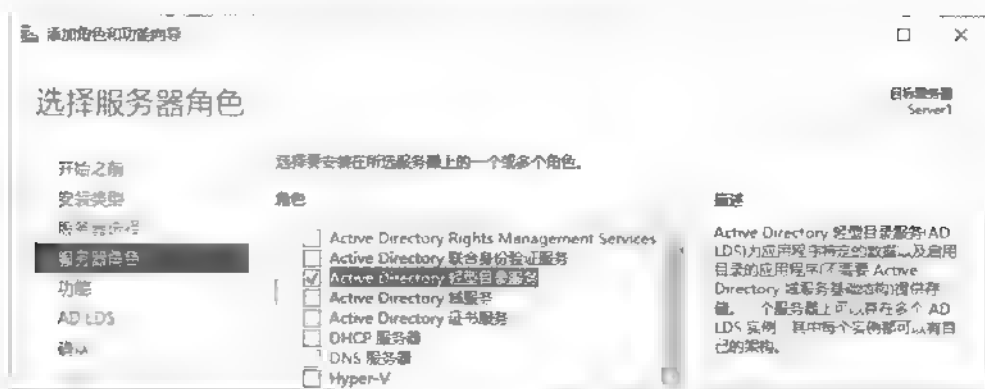 添加角色和功能向导
选择服务器角色
目标服务器
Server1
开始之前
安装类型
服务器选择
服务器角色
功能
AD LDS
确认
选择要安装在所选服务器上的一个或多个角色。
角色
Active Directory Rights Management Services
Active Directory 联合身份验证服务
Active Directory 轻型目录服务
Active Directory 域服务
Active Directory 证书服务
DHCP 服务器
DNS 服务器
Hyper-V
描述
Active Directory 轻型目录服务(AD
LDS)为应用程序特定的数据以及启用
目录的应用程序(不需要 Active
Directory 域服务基础结构)提供存
储。一个服务器上可以存在多个 AD
LDS 实例，其中每个实例都可以有自
己的架构。